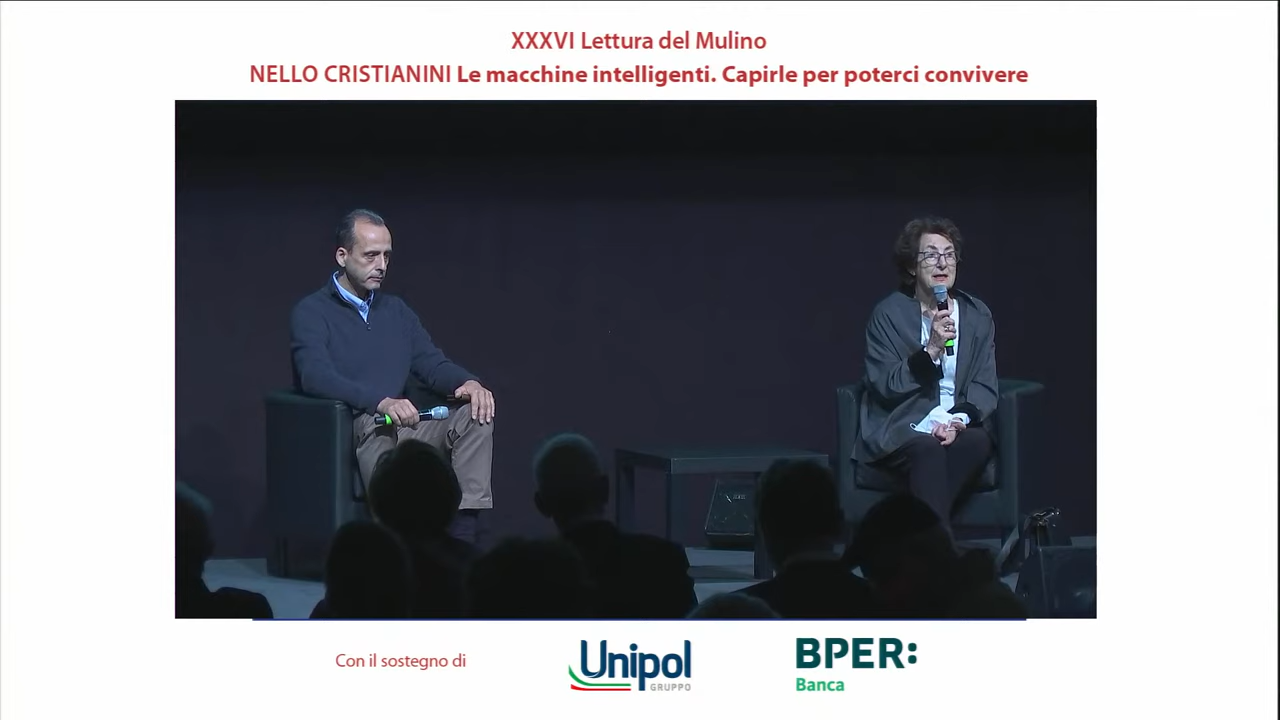 XXXVI Lettura del Mulino
NELLO CRISTIANINI Le macchine intelligenti. Capirle per poterci convivere
Con il sostegno di
Unipol
GRUPPO
BPER:
Banca